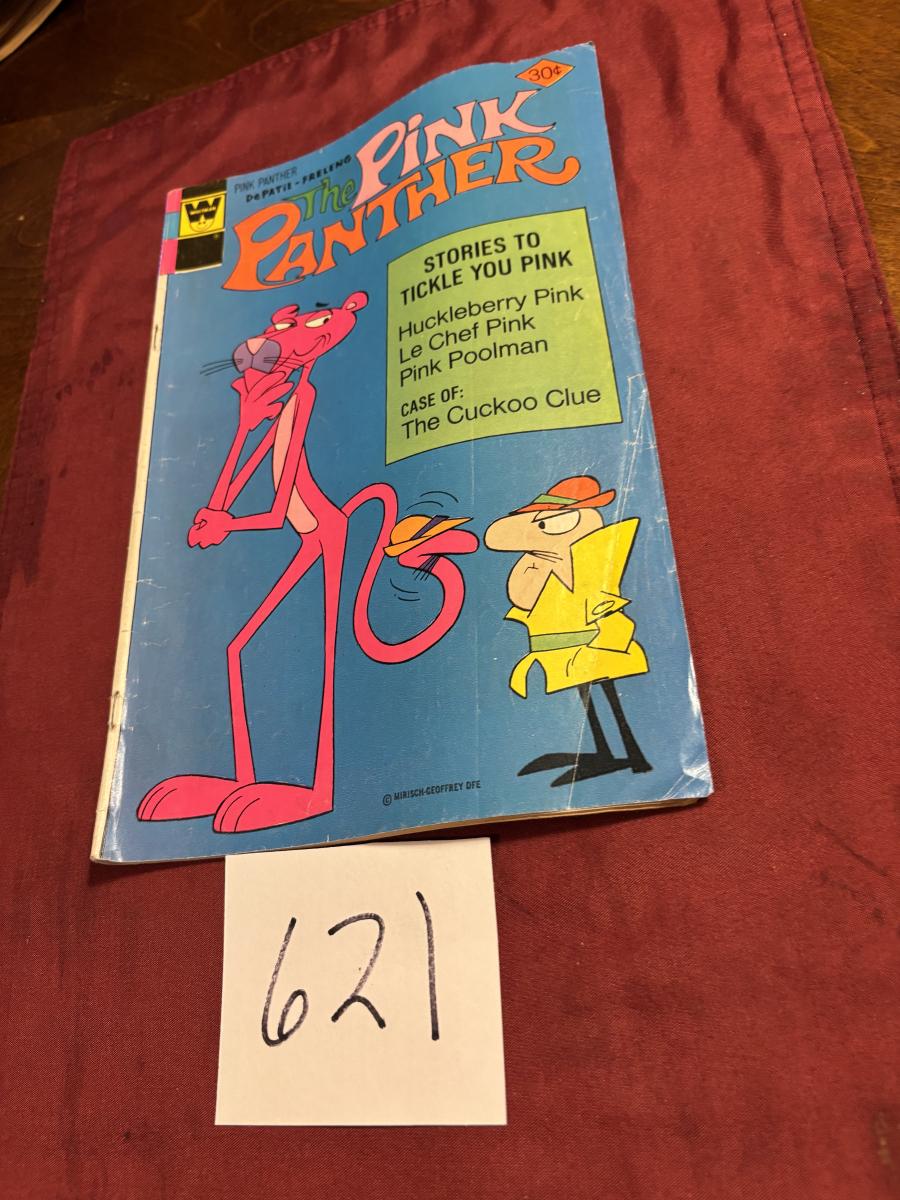 30¢
PINK PANTHER
DePATIE-FRELENG
The PiNK
PANTHER
W
STORIES TO
TICKLE YOU PINK
Huckleberry Pink
Le Chef Pink
Pink Poolman
CASE OF:
The Cuckoo Clue
© MIRISCH-GEOFFREY DFE
621